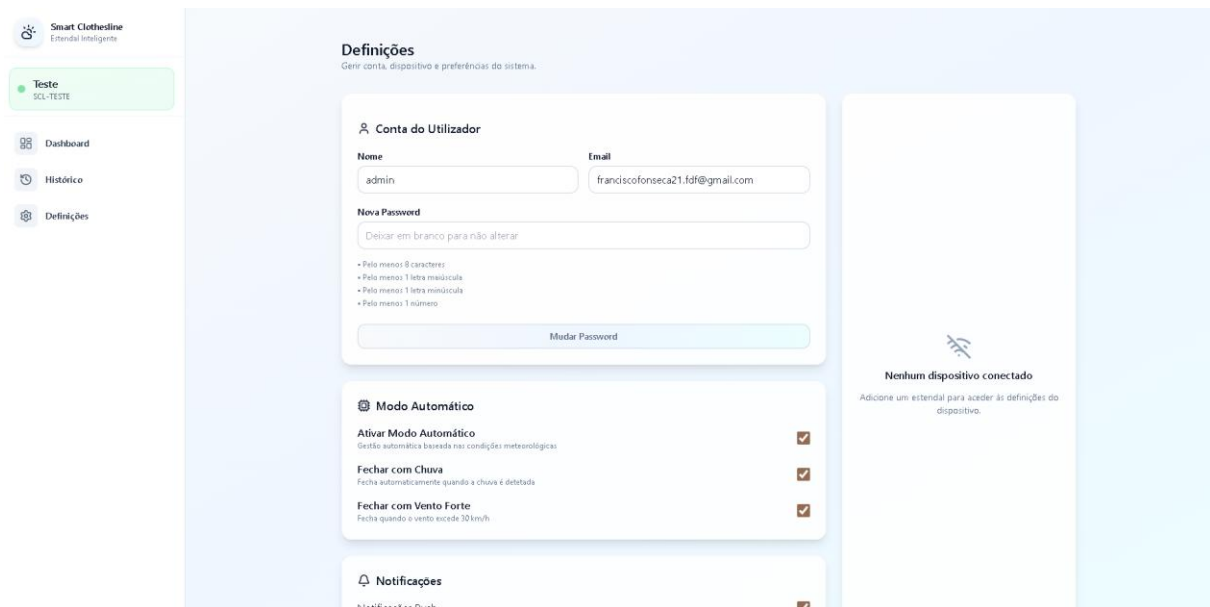 Smart Clothesline
Estendal Inteligente
Teste
SCL-TESTE
Dashboard
Histórico
Definições
Definições
Gerir conta, dispositivo e preferências do sistema.
Conta do Utilizador
Nome
Email
admin
franciscofonseca21.fdf@gmail.com
Nova Password
Deixar em branco para não alterar
• Pelo menos 8 caracteres
• Pelo menos 1 letra maiúscula
• Pelo menos 1 letra minúscula
• Pelo menos 1 número
Mudar Password
Modo Automático
Ativar Modo Automático
Gestão automática baseada nas condições meteorológicas
Fechar com Chuva
Fecha automaticamente quando a chuva é detetada
Fechar com Vento Forte
Fecha quando o vento excede 30 km/h
Notificações
Notificações Push
Nenhum dispositivo conectado
Adicione um estendal para aceder às definições do
dispositivo.